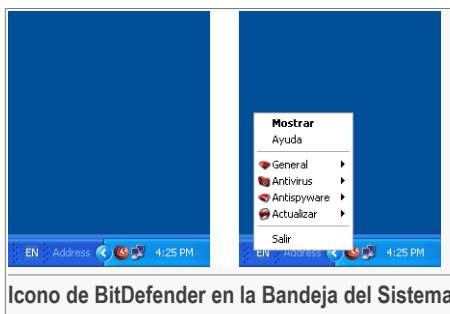 EN Address 4:25 PM
Mostrar
Ayuda
General
Antivirus
Antispyware
Actualizar
Salir
EN Address 4:25 PM
Icono de BitDefender en la Bandeja del Sistema